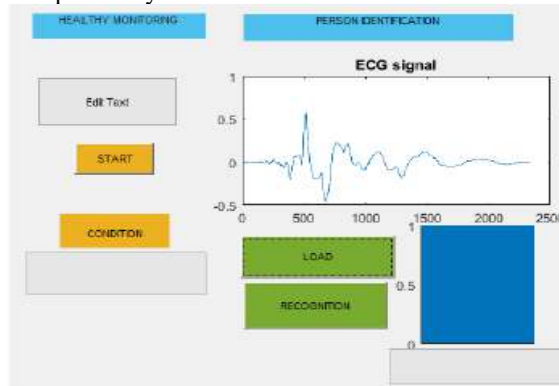 HEALTHY MONITORING
PERSON IDENTIFICATION
ECG signal
1
0.5
0
-0.5
0 500 1000 1500 2000 2500
Edit Text
START
CONDITION
LOAD
RECOGNITION
1
0.5
0